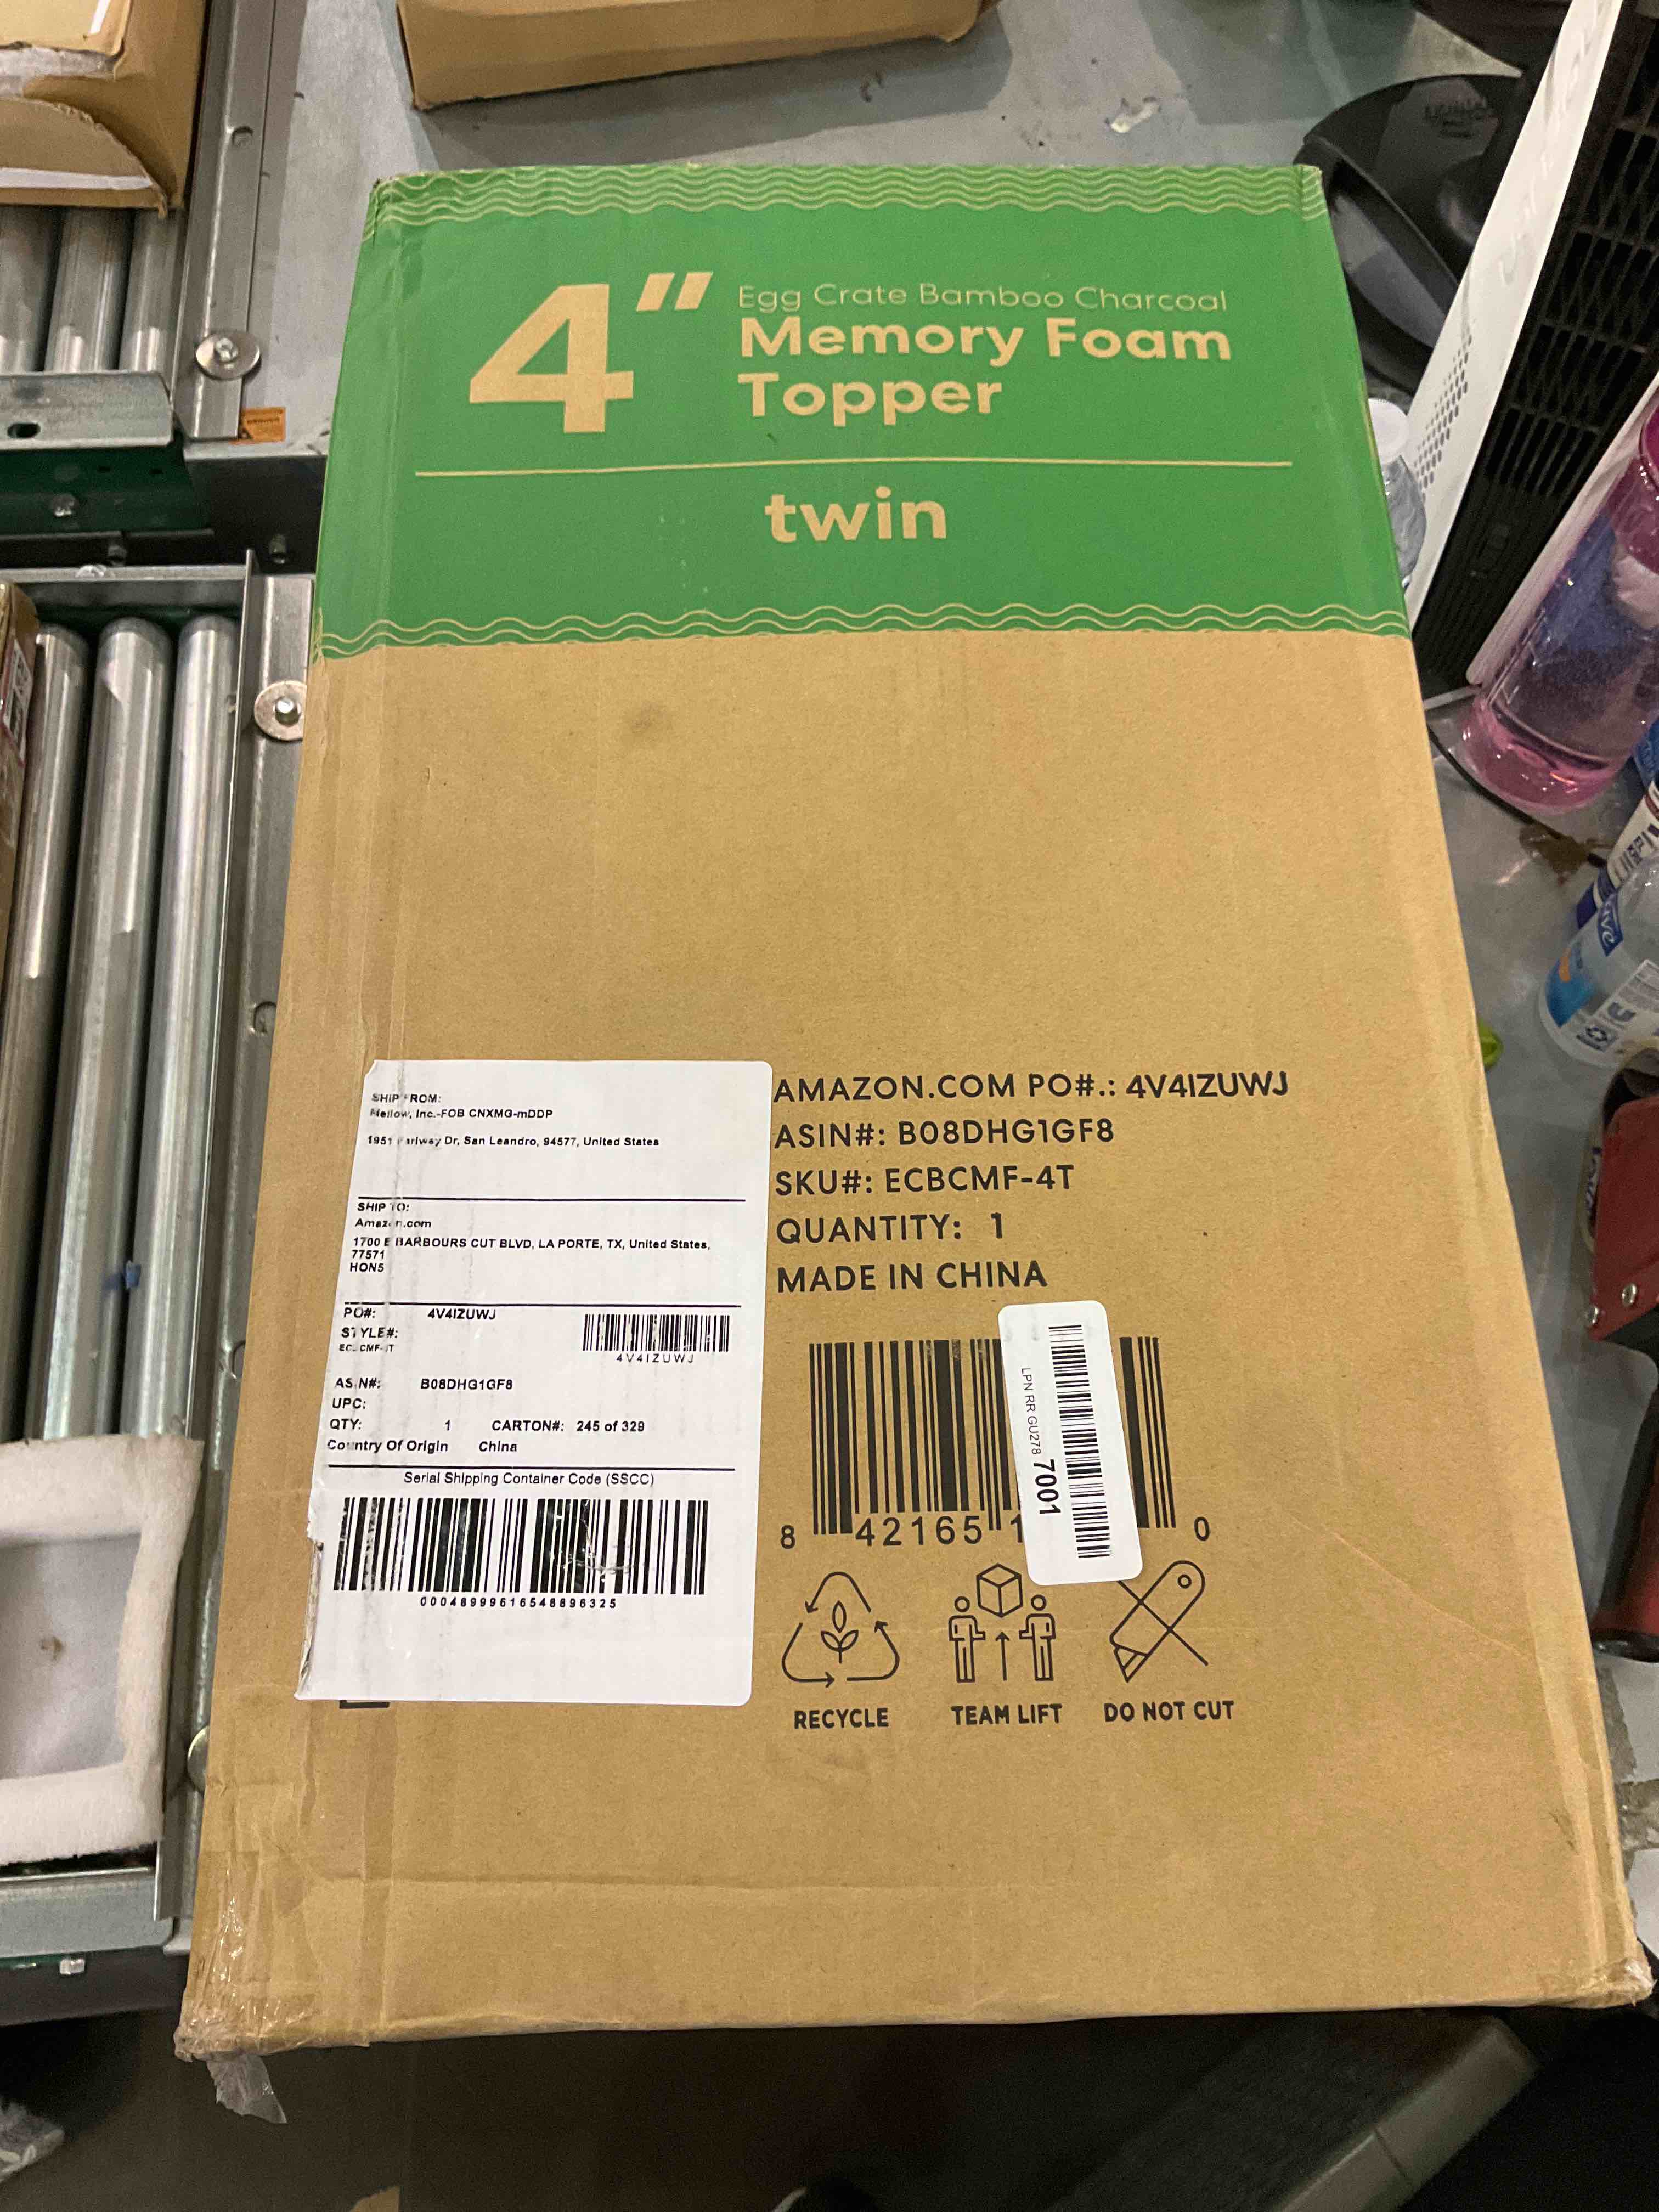 4"
Egg Crate Bamboo Charcoal
Memory Foam
Topper
twin
SHIP FROM:
Mellow, Inc.-FOB CNXMG-mDDP
1951 Dr, San Leandro, 94577, United States
SHIP TO:
Amazon.com
1700 E BARBOURS CUT BLVD, LA PORTE, TX, United States,
77571
HON5
PO#: 4V4IZUWJ
STYLE#:
4V4IZUWJ
ASIN#: B08DHG1GF8
UPC:
QTY: 1 CARTON#: 245 of 329
Country Of Origin China
Serial Shipping Container Code (SSCC)
00048999616548896325
AMAZON.COM PO#.: 4V4IZUWJ
ASIN#: B08DHG1GF8
SKU#: ECBCMF-4T
QUANTITY: 1
MADE IN CHINA
LPN RR GU278 7001
8 42165 1 0
RECYCLE TEAM LIFT DO NOT CUT